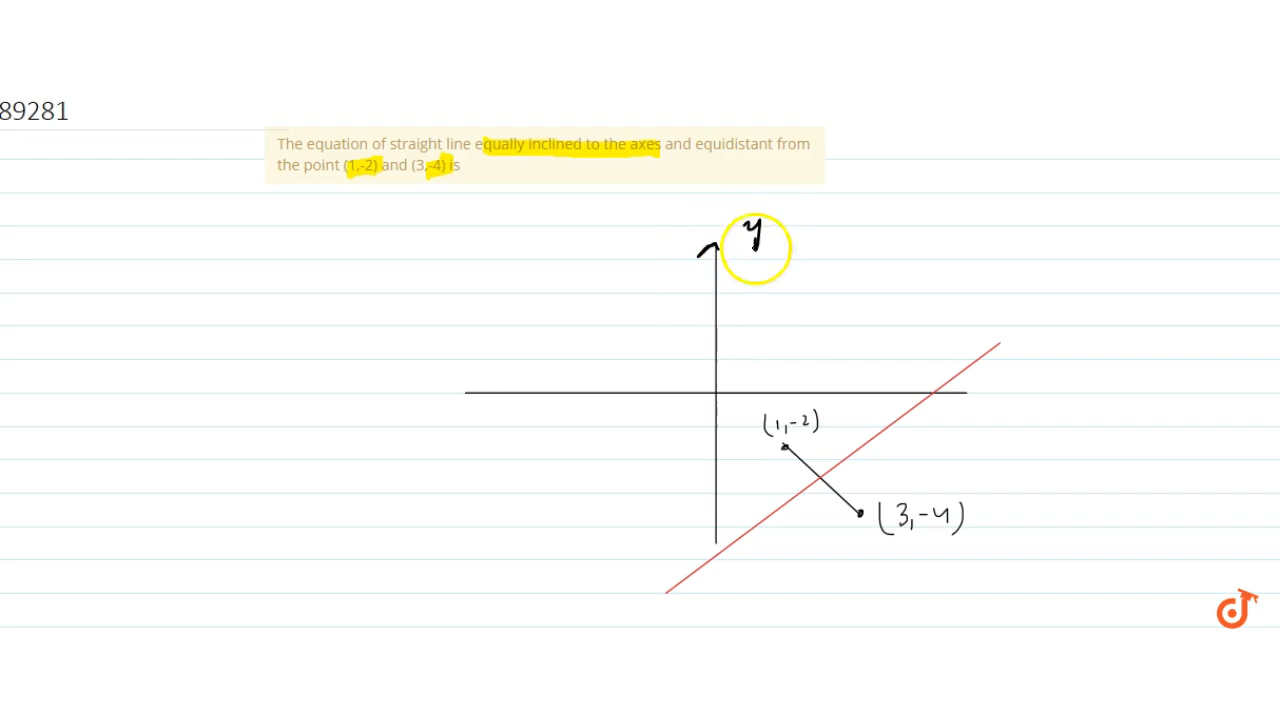 89281
The equation of straight line equally inclined to the axes and equidistant from
the point (1,-2) and (3,-4) is
y
(1,-2)
(3,-4)